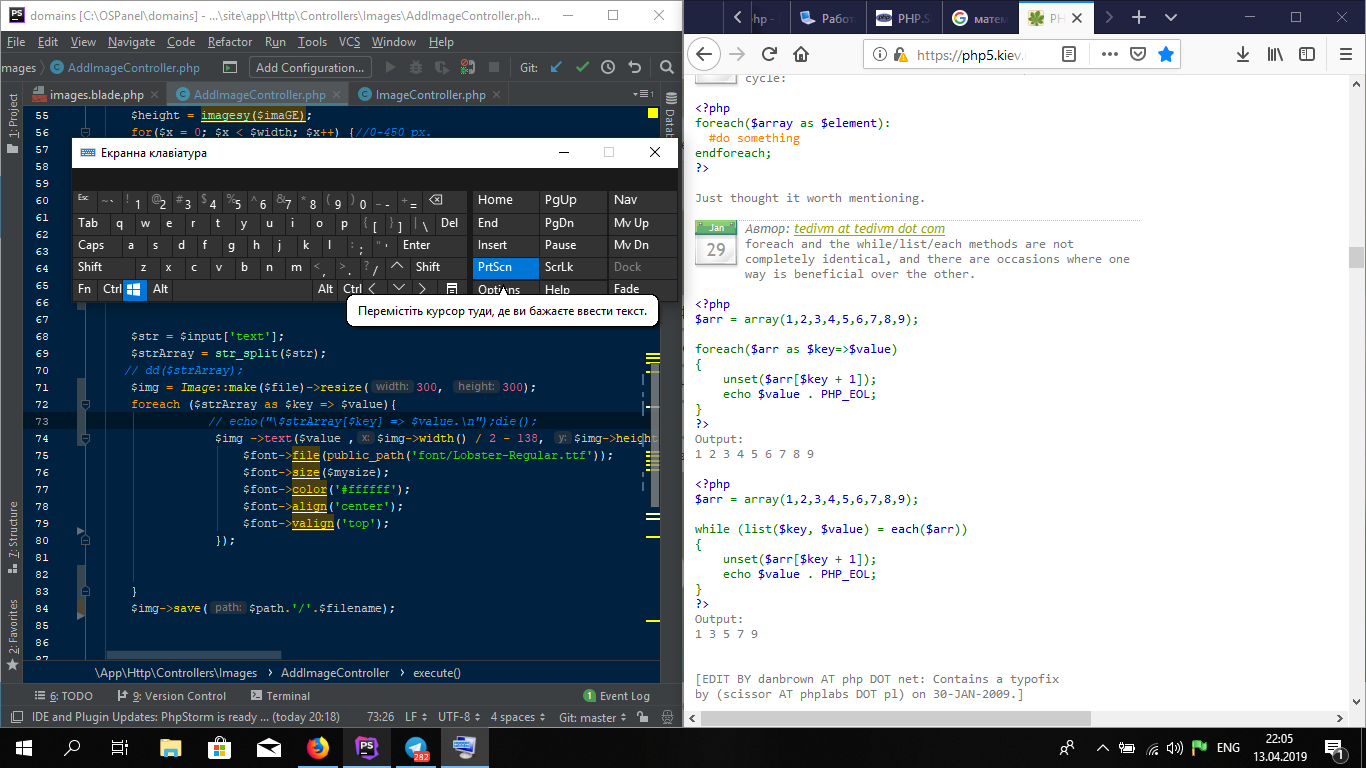 domains [C:\OSPanel\domains] - ...\site\app\Http\Controllers\Images\AddImageController.ph...
File Edit View Navigate Code Refactor Run Tools VCS Window Help
mages AddImageController.php Add Configuration... Git:
images.blade.php AddImageController.php ImageController.php
1: Project
7: Structure
2: Favorites
55 $height = imagesy($imaGE);
56 for($x = 0; $x < $width; $x++) {//0-450 px.
57
58
59
60
61
62
63
64
65
66
67
68 $str = $input['text'];
69 $strArray = str_split($str);
70 // dd($strArray);
71 $img = Image::make($file)->resize( width: 300, height: 300);
72 foreach ($strArray as $key => $value){
73 // echo("\$strArray[$key] => $value.\n");die();
74 $img ->text($value , x: $img->width() / 2 - 138, y: $img->height
75 $font->file(public_path('font/Lobster-Regular.ttf'));
76 $font->size($mysize);
77 $font->color('#ffffff');
78 $font->align('center');
79 $font->valign('top');
80 });
81
82
83 }
84 $img->save( path: $path.'/'.$filename);
85
86
87
\App\Http\Controllers\Images › AddImageController › execute()
6: TODO 9: Version Control Terminal 1 Event Log
IDE and Plugin Updates: PhpStorm is ready ... (today 20:18) 73:26 LF UTF-8 4 spaces Git: master
Екранна клавіатура
Esc ~ ` ! 1 @ 2 # 3 $ 4 % 5 ^ 6 & 7 * 8 ( 9 ) 0 _ - + = Home PgUp Nav
Tab q w e r t y u i o p { [ } ] | \ Del End PgDn Mv Up
Caps a s d f g h j k l : ; " ' Enter Insert Pause Mv Dn
Shift z x c v b n m < , > . ? / Shift PrtScn ScrLk Dock
Fn Ctrl Alt Alt Ctrl Options Help Fade
Перемістіть курсор туди, де ви бажаєте ввести текст.
Работ PHP.S матем PH
https://php5.kiev.
cycle:
<?php
foreach($array as $element):
#do something
endforeach;
?>
Just thought it worth mentioning.
Jan
29
Автор: tedivm at tedivm dot com
foreach and the while/list/each methods are not
completely identical, and there are occasions where one
way is beneficial over the other.
<?php
$arr = array(1,2,3,4,5,6,7,8,9);
foreach($arr as $key=>$value)
{
unset($arr[$key + 1]);
echo $value . PHP_EOL;
}
?>
Output:
1 2 3 4 5 6 7 8 9
<?php
$arr = array(1,2,3,4,5,6,7,8,9);
while (list($key, $value) = each($arr))
{
unset($arr[$key + 1]);
echo $value . PHP_EOL;
}
?>
Output:
1 3 5 7 9
[EDIT BY danbrown AT php DOT net: Contains a typofix
by (scissor AT phplabs DOT pl) on 30-JAN-2009.]
282
ENG
22:05
13.04.2019
1